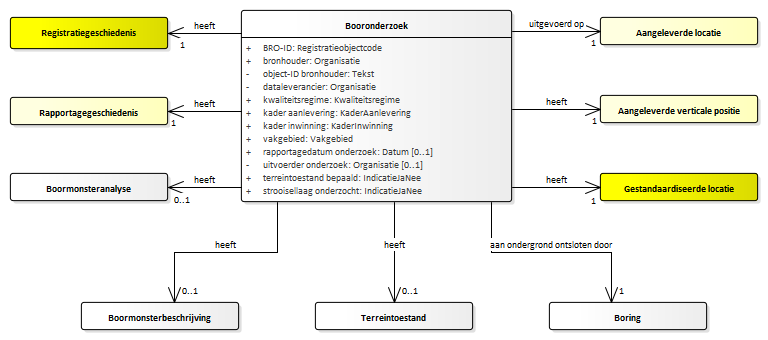 Booronderzoek
+ BRO-ID: Registratieobjectcode
+ bronhouder: Organisatie
- object-ID bronhouder: Tekst
- dataleverancier: Organisatie
+ kwaliteitsregime: Kwaliteitsregime
+ kader aanlevering: KaderAanlevering
+ kader inwinning: KaderInwinning
+ vakgebied: Vakgebied
+ rapportagedatum onderzoek: Datum [0..1]
- uitvoerder onderzoek: Organisatie [0..1]
+ terreintoestand bepaald: IndicatieJaNee
+ strooisellaag onderzocht: IndicatieJaNee
Registratiegeschiedenis
heeft
1
Rapportagegeschiedenis
heeft
1
Boormonsteranalyse
heeft
0..1
uitgevoerd op
1
Aangeleverde locatie
heeft
1
Aangeleverde verticale positie
heeft
1
Gestandaardiseerde locatie
heeft
0..1
Boormonsterbeschrijving
heeft
0..1
Terreintoestand
aan ondergrond ontsloten door
1
Boring